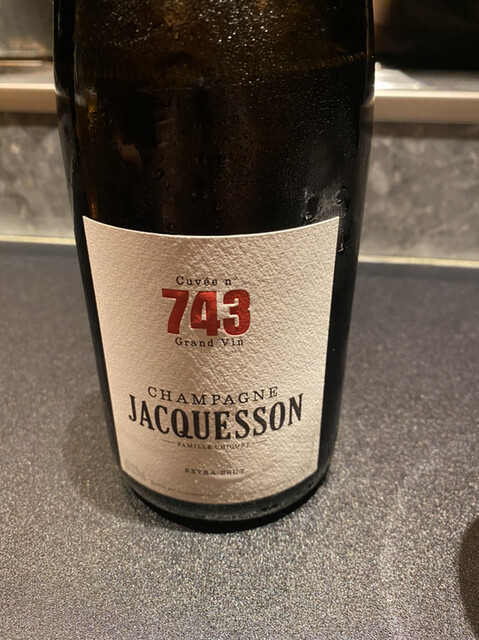 Cuvée n°
743
Grand Vin
CHAMPAGNE
JACQUESSON
FAMILLE CHIQUET
EXTRA-BRUT